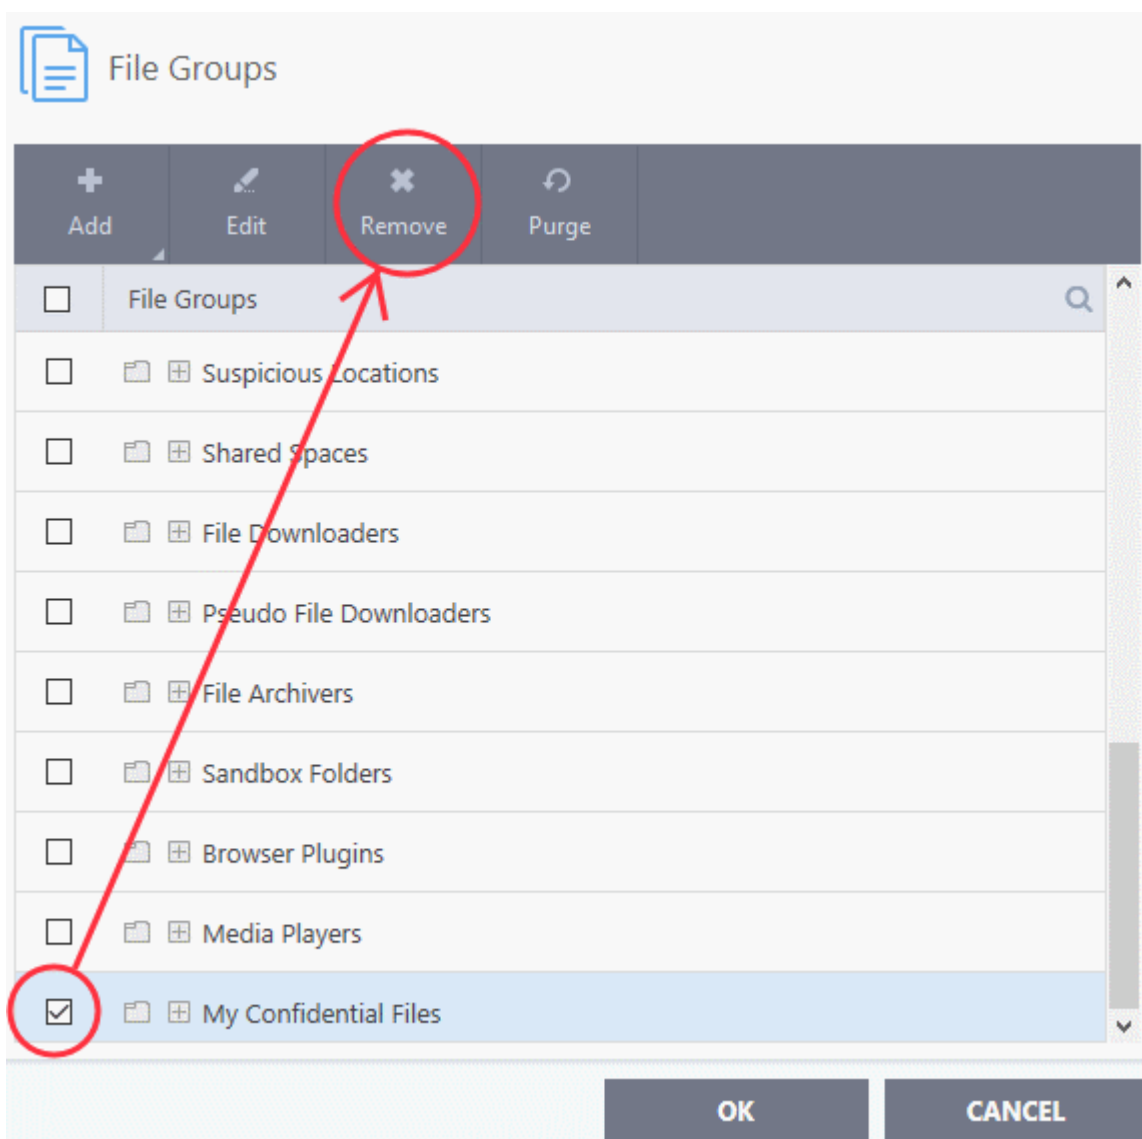 File Groups
Add Edit Remove Purge
File Groups
Suspicious Locations
Shared Spaces
File Downloaders
Pseudo File Downloaders
File Archivers
Sandbox Folders
Browser Plugins
Media Players
My Confidential Files
OK CANCEL